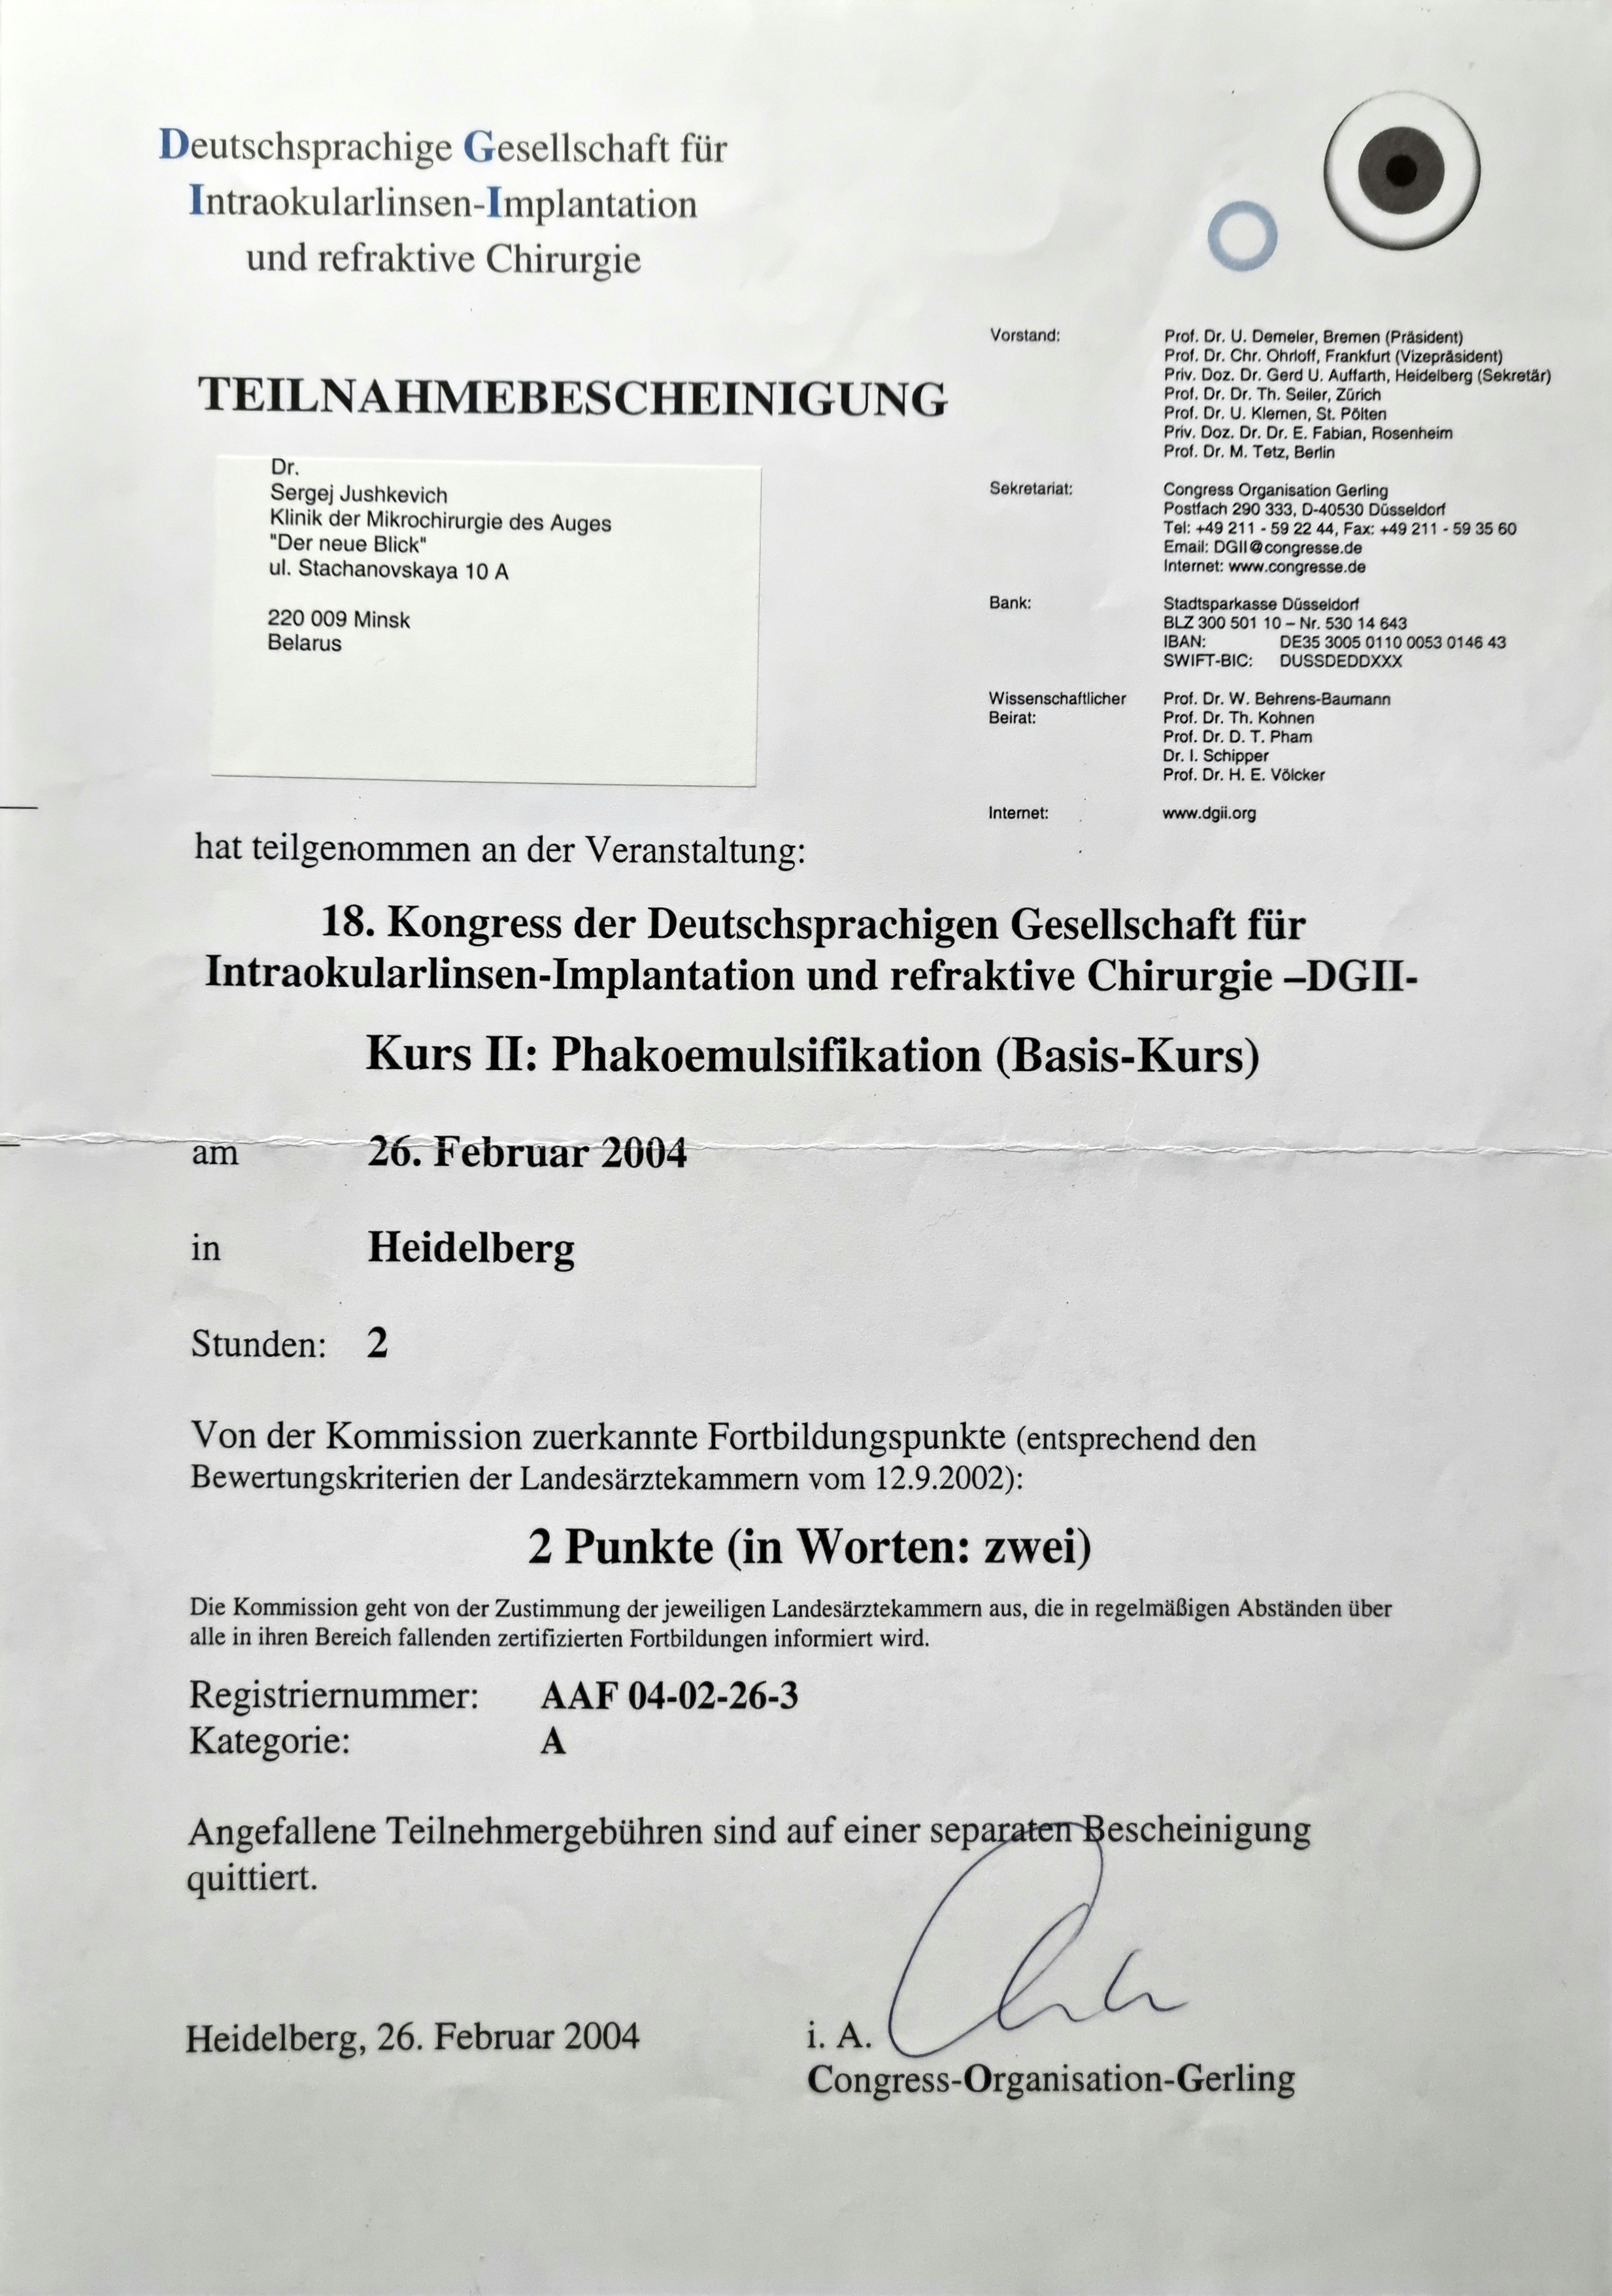 Deutschsprachige Gesellschaft für
Intraokularlinsen-Implantation
und refraktive Chirurgie
TEILNAHMEBESCHEINIGUNG
Dr.
Sergej Jushkevich
Klinik der Mikrochirurgie des Auges
"Der neue Blick"
ul. Stachanovskaya 10 A
220 009 Minsk
Belarus
Vorstand: Prof. Dr. U. Demeler, Bremen (Präsident)
Prof. Dr. Chr. Ohrloff, Frankfurt (Vizepräsident)
Priv. Doz. Dr. Gerd U. Auffarth, Heidelberg (Sekretär)
Prof. Dr. Dr. Th. Seiler, Zürich
Prof. Dr. U. Klemen, St. Pölten
Priv. Doz. Dr. Dr. E. Fabian, Rosenheim
Prof. Dr. M. Tetz, Berlin
Sekretariat: Congress Organisation Gerling
Postfach 290 333, D-40530 Düsseldorf
Tel: +49 211 - 59 22 44, Fax: +49 211 - 59 35 60
Email: DGII@congresse.de
Internet: www.congresse.de
Bank: Stadtsparkasse Düsseldorf
BLZ 300 501 10 – Nr. 530 14 643
IBAN: DE35 3005 0110 0053 0146 43
SWIFT-BIC: DUSSDEDDXXX
Wissenschaftlicher Prof. Dr. W. Behrens-Baumann
Beirat: Prof. Dr. Th. Kohnen
Prof. Dr. D. T. Pham
Dr. I. Schipper
Prof. Dr. H. E. Völcker
Internet: www.dgii.org
hat teilgenommen an der Veranstaltung:
18. Kongress der Deutschsprachigen Gesellschaft für
Intraokularlinsen-Implantation und refraktive Chirurgie –DGII-
Kurs II: Phakoemulsifikation (Basis-Kurs)
am 26. Februar 2004
in Heidelberg
Stunden: 2
Von der Kommission zuerkannte Fortbildungspunkte (entsprechend den
Bewertungskriterien der Landesärztekammern vom 12.9.2002):
2 Punkte (in Worten: zwei)
Die Kommission geht von der Zustimmung der jeweiligen Landesärztekammern aus, die in regelmäßigen Abständen über
alle in ihren Bereich fallenden zertifizierten Fortbildungen informiert wird.
Registriernummer: AAF 04-02-26-3
Kategorie: A
Angefallene Teilnehmergebühren sind auf einer separaten Bescheinigung
quittiert.
Heidelberg, 26. Februar 2004
i. A.
Congress-Organisation-Gerling